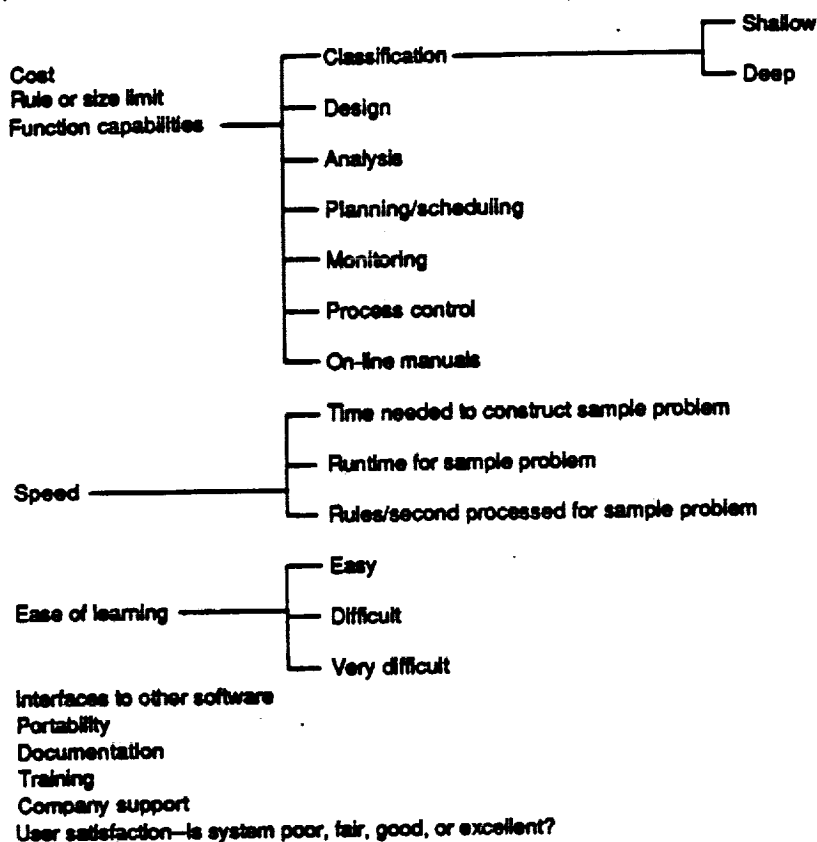 Shallow
Classification
Deep
Cost
Rule or size limit
Function capabilities
Design
Analysis
Planning/scheduling
Monitoring
Process control
On-line manuals
Time needed to construct sample problem
Runtime for sample problem
Speed
Rules/second processed for sample problem
Easy
Ease of learning
Difficult
Very difficult
Interfaces to other software
Portability
Documentation
Training
Company support
User satisfaction–Is system poor, fair, good, or excellent?